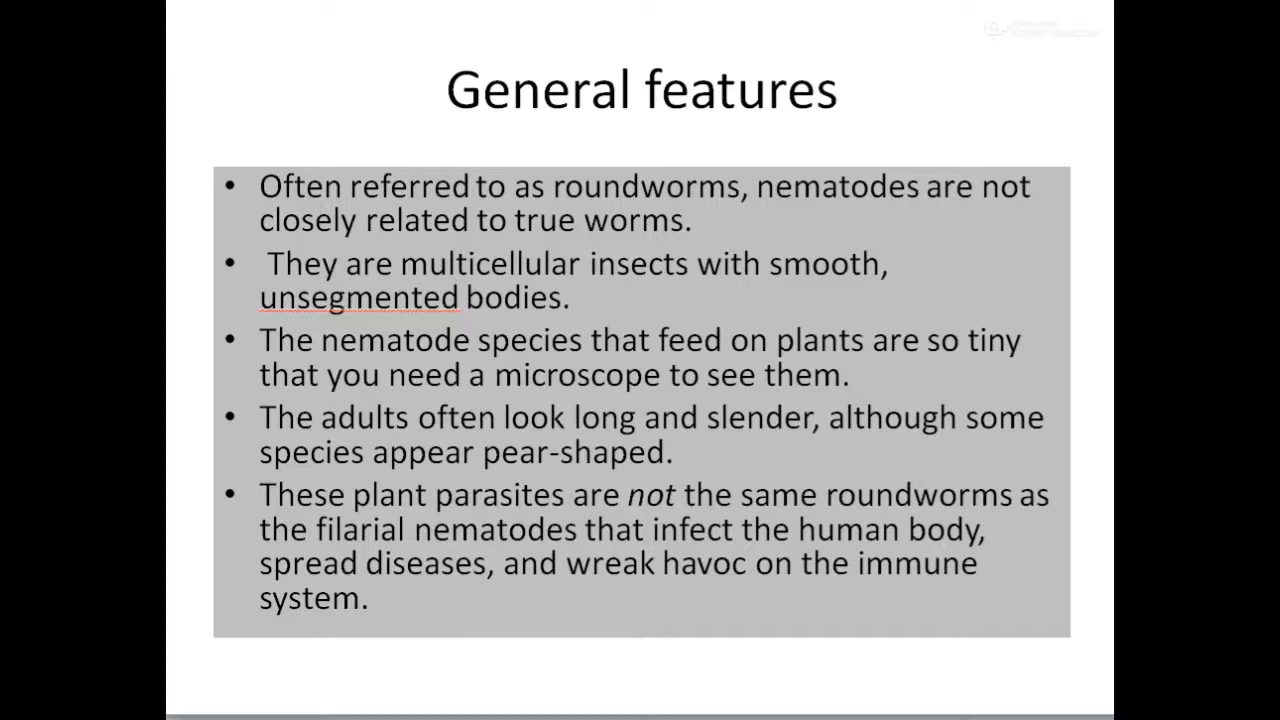 General features
• Often referred to as roundworms, nematodes are not
closely related to true worms.
• They are multicellular insects with smooth,
unsegmented bodies.
• The nematode species that feed on plants are so tiny
that you need a microscope to see them.
• The adults often look long and slender, although some
species appear pear-shaped.
• These plant parasites are not the same roundworms as
the filarial nematodes that infect the human body,
spread diseases, and wreak havoc on the immune
system.